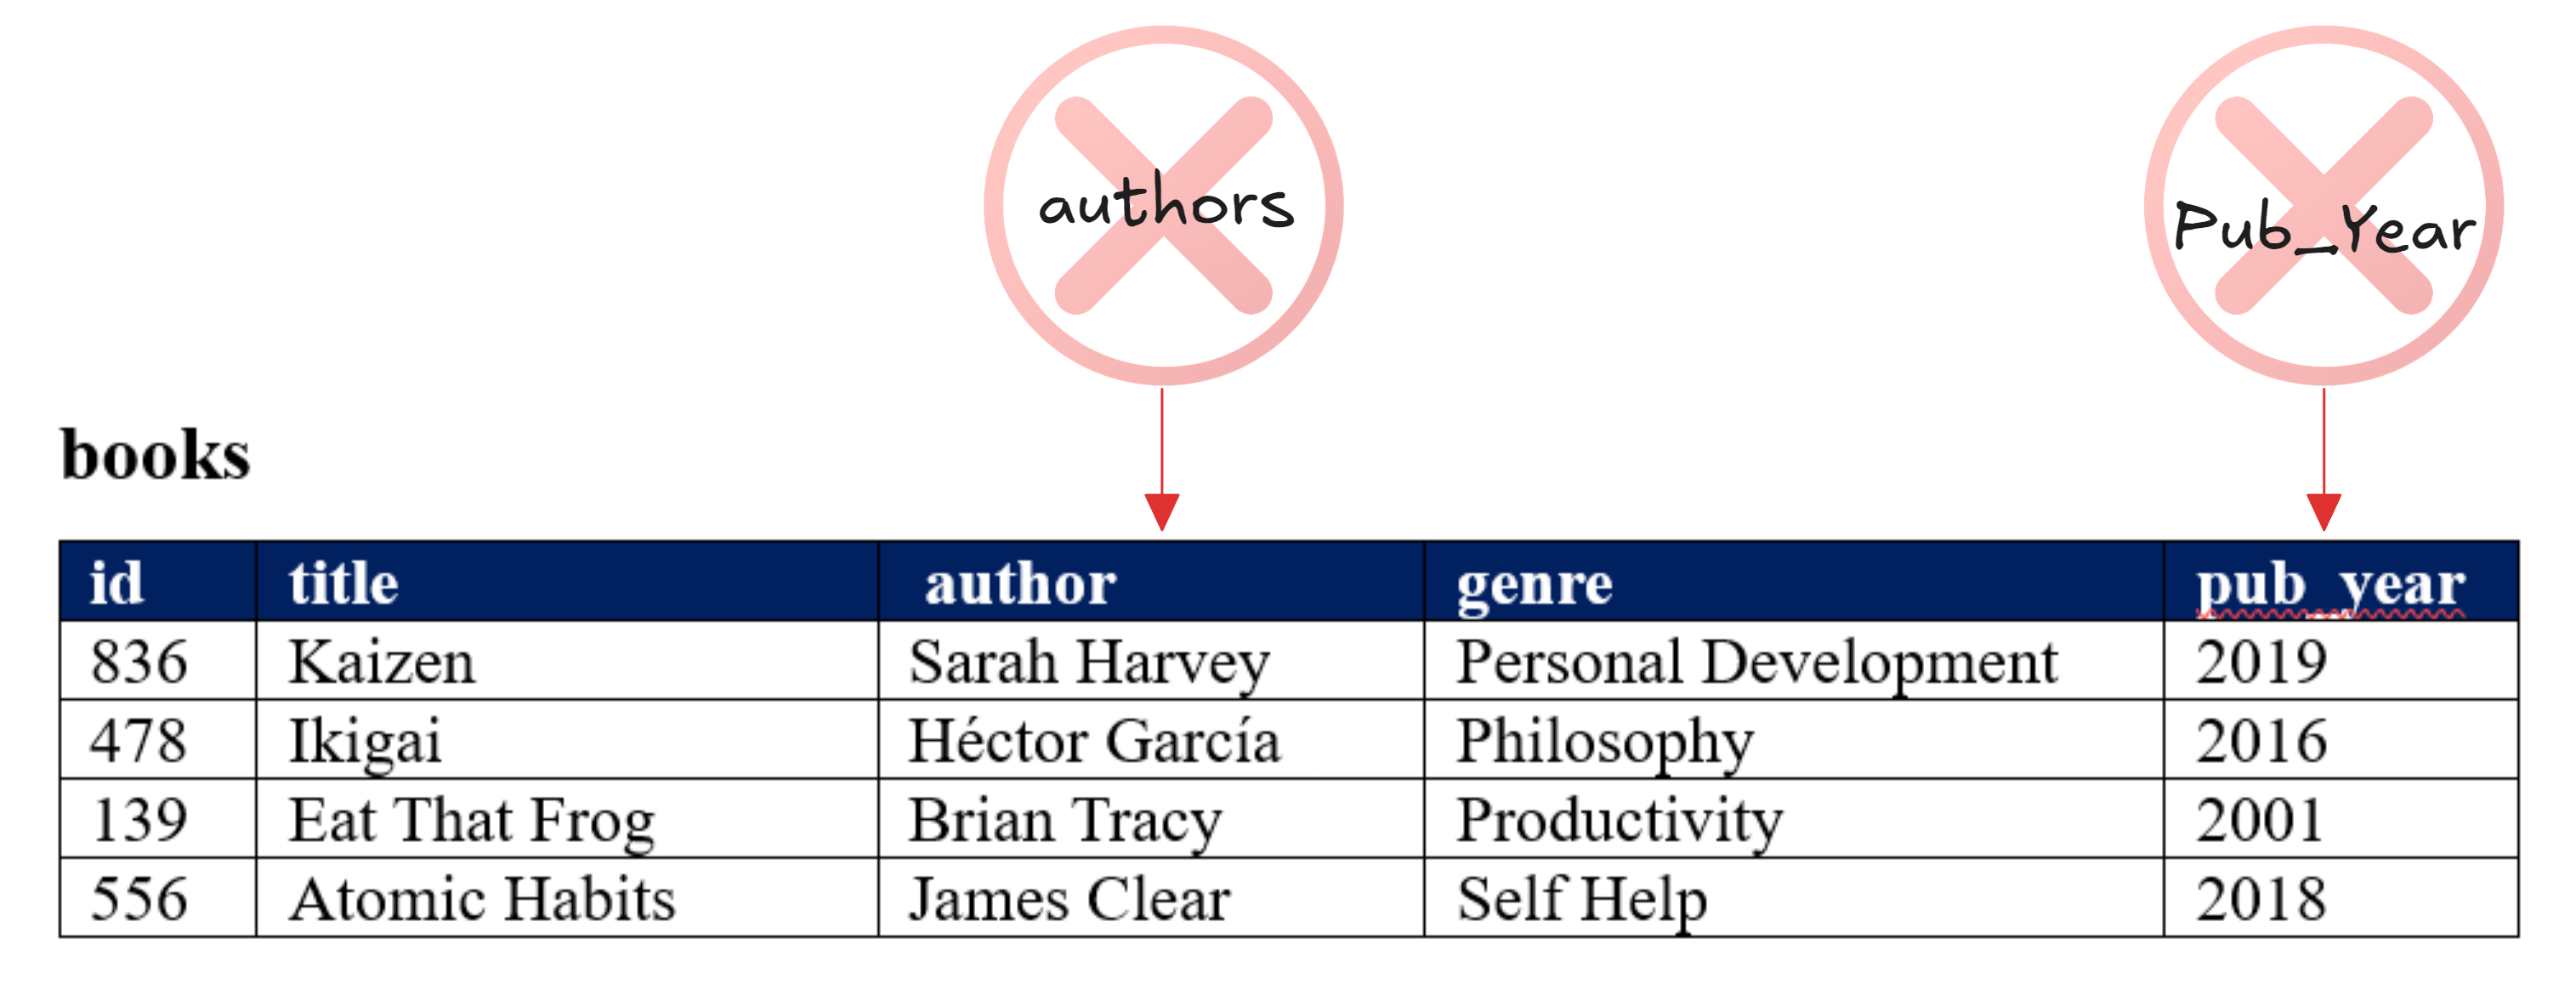 authors
Pub_Year
books
id title author genre pub_year
836 Kaizen Sarah Harvey Personal Development 2019
478 Ikigai Héctor García Philosophy 2016
139 Eat That Frog Brian Tracy Productivity 2001
556 Atomic Habits James Clear Self Help 2018